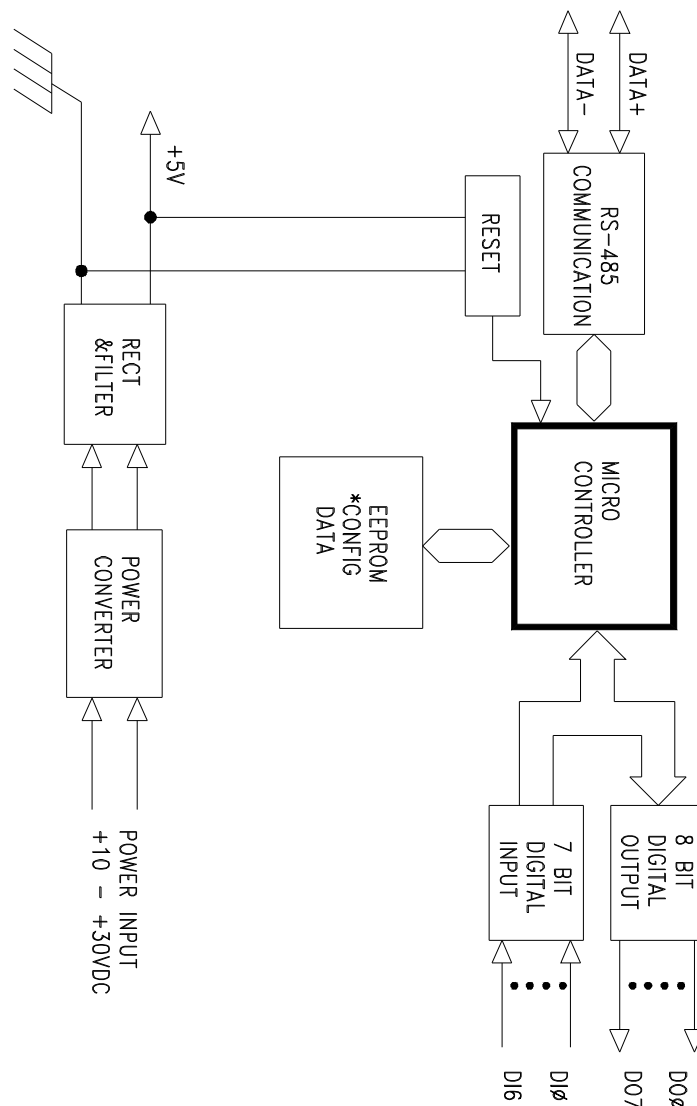 DATA+
DATA-
RS-485
COMMUNICATION
RESET
MICRO
CONTROLLER
8 BIT
DIGITAL
OUTPUT
DOø
DO7
7 BIT
DIGITAL
INPUT
DIø
DI6
EEPROM
*CONFIG
DATA
+5V
RECT
&FILTER
POWER
CONVERTER
POWER INPUT
+10 - +30VDC